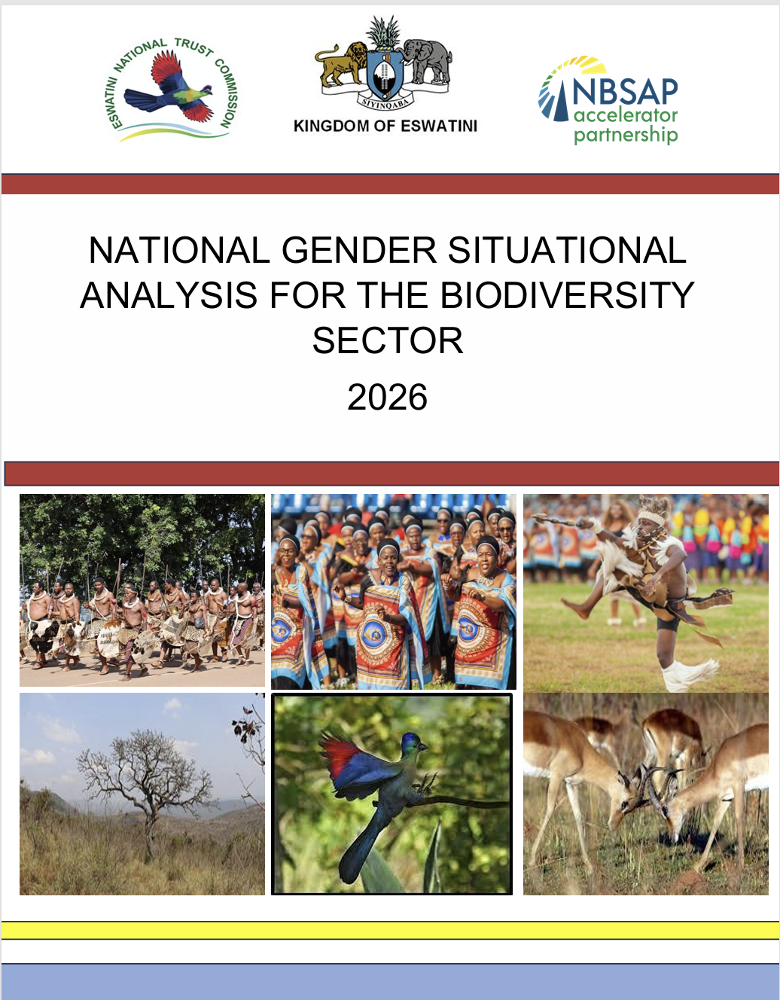 ESWATINI NATIONAL TRUST COMMISSION
SIYINQABA
KINGDOM OF ESWATINI
NBSAP
accelerator
partnership
NATIONAL GENDER SITUATIONAL
ANALYSIS FOR THE BIODIVERSITY
SECTOR
2026